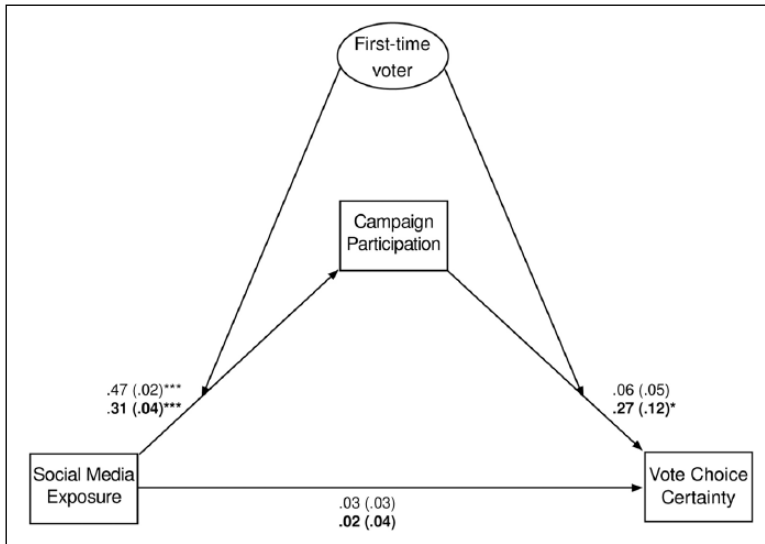 First-time
voter
Campaign
Participation
.47 (.02)***
.31 (.04)***
.06 (.05)
.27 (.12)*
Social Media
Exposure
Vote Choice
Certainty
.03 (.03)
.02 (.04)